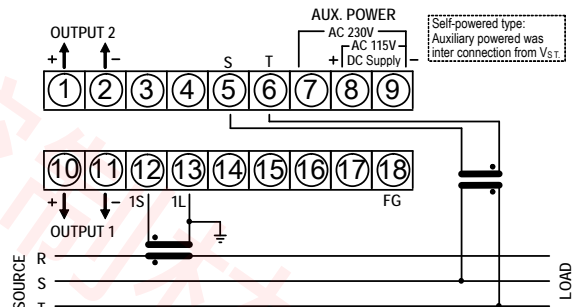 AUX. POWER
OUTPUT 2
AC 230V
AC 115V
+ DC Supply -
Self-powered type:
Auxiliary powered was
inter connection from VST.
+ -
S T
1 2 3 4 5 6 7 8 9
10 11 12 13 14 15 16 17 18
+ - 1S 1L FG
OUTPUT 1
SOURCE
R
S
T
LOAD